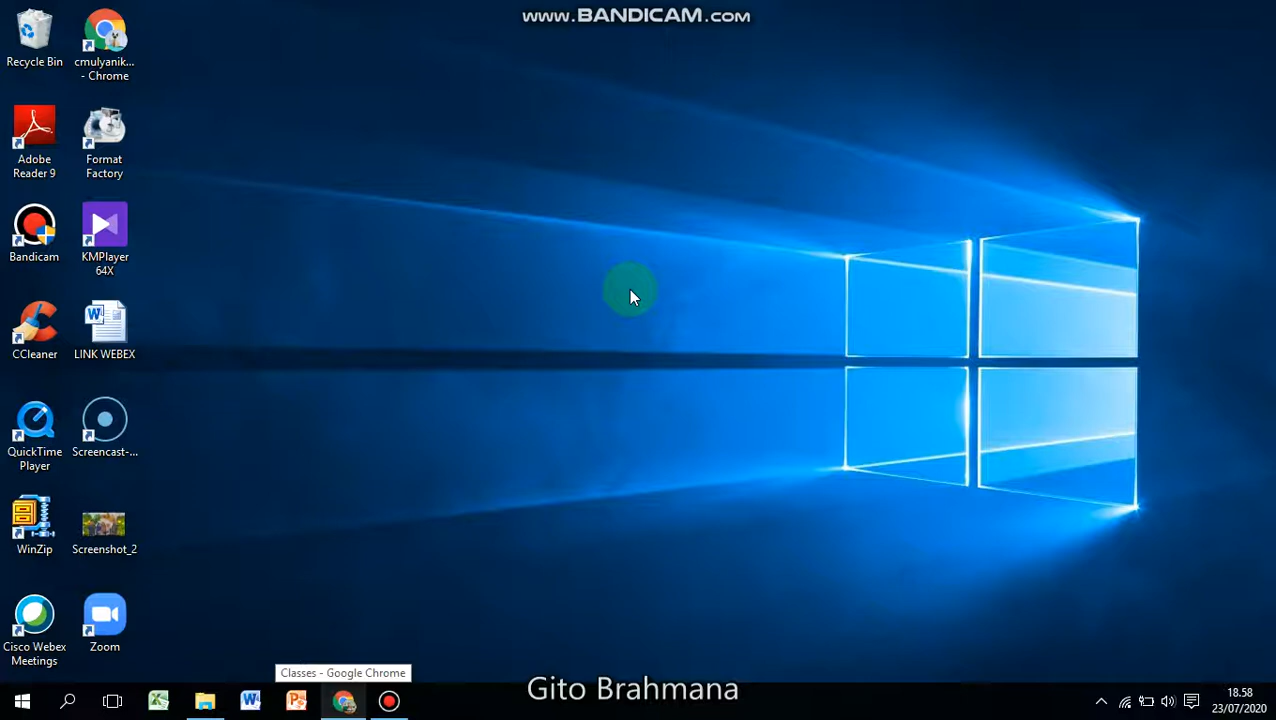 www.BANDICAM.com
Recycle Bin
cmulyanik...
- Chrome
Adobe
Reader 9
Format
Factory
Bandicam
KMPlayer
64X
CCleaner
LINK WEBEX
QuickTime
Player
Screencast-...
WinZip
Screenshot_2
Cisco Webex
Meetings
Zoom
Classes - Google Chrome
Gito Brahmana
18.58
23/07/2020